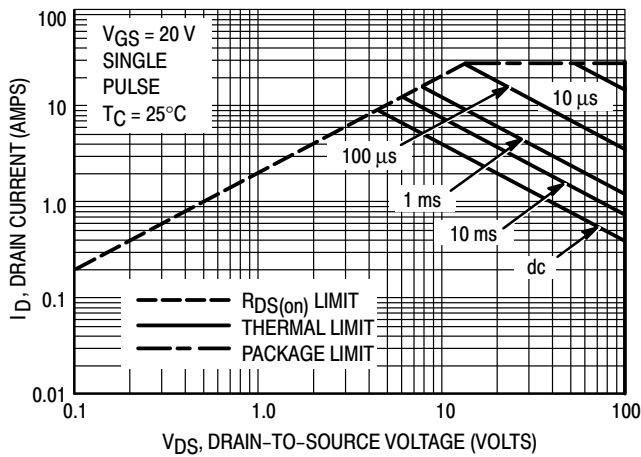 V_GS = 20 V
SINGLE
PULSE
T_C = 25°C
10 μs
100 μs
1 ms
10 ms
dc
R_DS(on) LIMIT
THERMAL LIMIT
PACKAGE LIMIT
I_D, DRAIN CURRENT (AMPS)
100
10
1.0
0.1
0.01
0.1
1.0
10
100
V_DS, DRAIN-TO-SOURCE VOLTAGE (VOLTS)